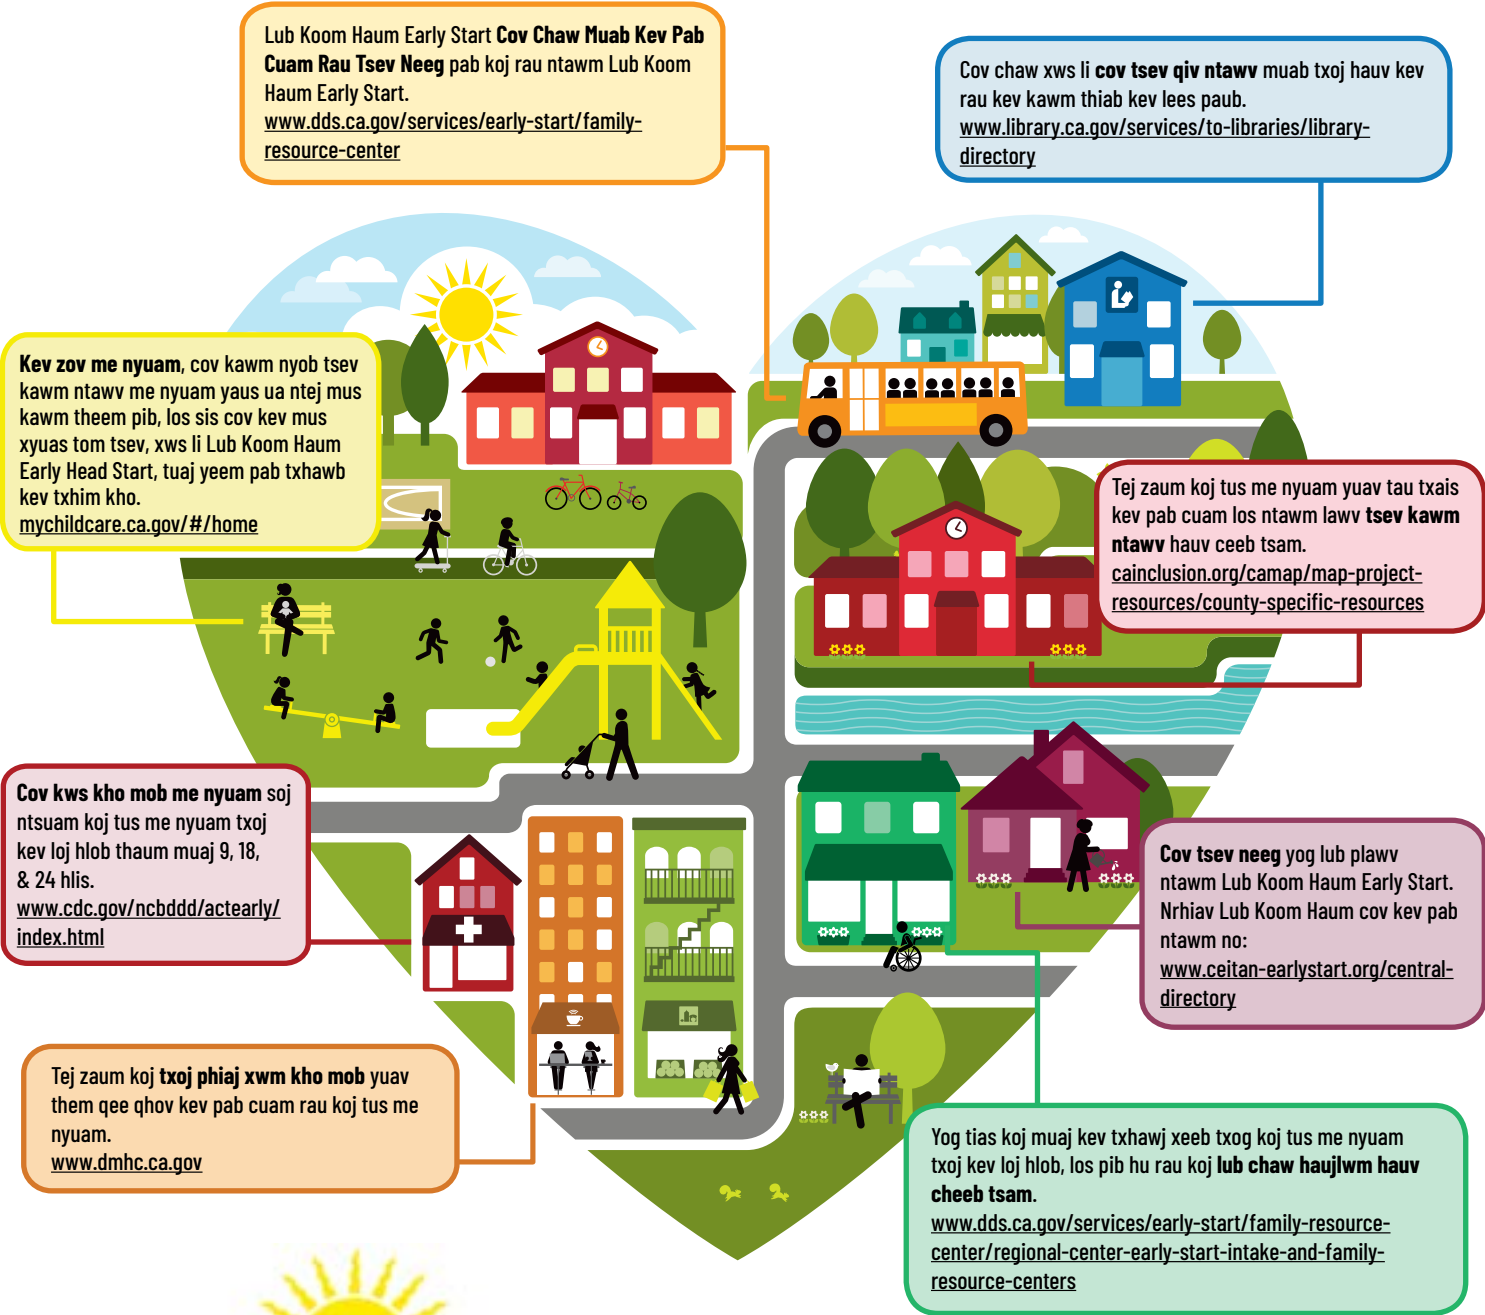 Lub Koom Haum Early Start Cov Chaw Muab Kev Pab
Cuam Rau Tsev Neeg pab koj rau ntawm Lub Koom
Haum Early Start.
www.dds.ca.gov/services/early-start/family-
resource-center
Cov chaw xws li cov tsev qiv ntawv muab txoj hauv kev
rau kev kawm thiab kev lees paub.
www.library.ca.gov/services/to-libraries/library-
directory
Kev zov me nyuam, cov kawm nyob tsev
kawm ntawv me nyuam yaus ua ntej mus
kawm theem pib, los sis cov kev mus
xyuas tom tsev, xws li Lub Koom Haum
Early Head Start, tuaj yeem pab txhawb
kev txhim kho.
mychildcare.ca.gov/#/home
Tej zaum koj tus me nyuam yuav tau txais
kev pab cuam los ntawm lawv tsev kawm
ntawv hauv ceeb tsam.
cainclusion.org/camap/map-project-
resources/county-specific-resources
Cov kws kho mob me nyuam soj
ntsuam koj tus me nyuam txoj
kev loj hlob thaum muaj 9, 18,
& 24 hlis.
www.cdc.gov/ncbddd/actearly/
index.html
Cov tsev neeg yog lub plawv
ntawm Lub Koom Haum Early Start.
Nrhiav Lub Koom Haum cov kev pab
ntawm no:
www.ceitan-earlystart.org/central-
directory
Tej zaum koj txoj phiaj xwm kho mob yuav
them qee qhov kev pab cuam rau koj tus me
nyuam.
www.dmhc.ca.gov
Yog tias koj muaj kev txhawj xeeb txog koj tus me nyuam
txoj kev loj hlob, los pib hu rau koj lub chaw haujlwm hauv
cheeb tsam.
www.dds.ca.gov/services/early-start/family-resource-
center/regional-center-early-start-intake-and-family-
resource-centers